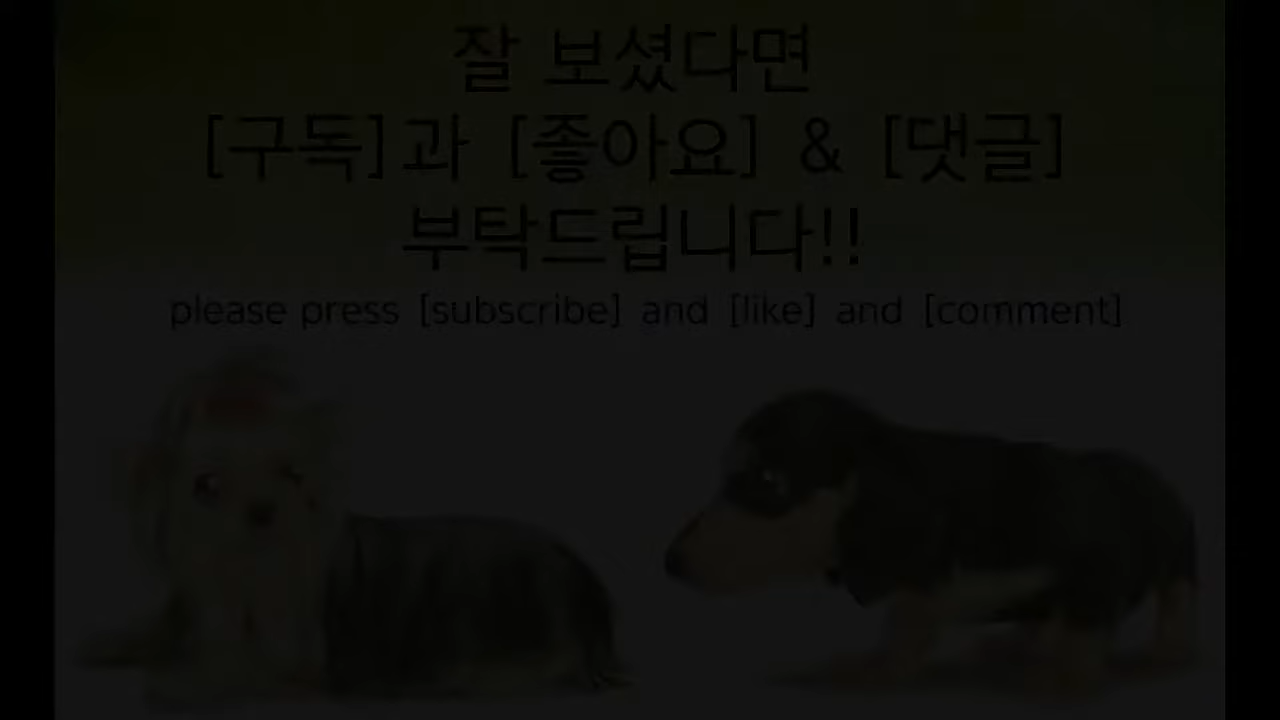 잘 보셨다면
[구독]과 [좋아요] & [댓글]
부탁드립니다!!
please press [subscribe] and [like] and [comment]